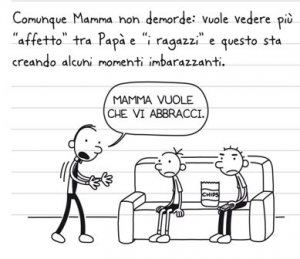 Comunque Mamma non demorde: vuole vedere più
"affetto" tra Papà e "i ragazzi" e questo sta
creando alcuni momenti imbarazzanti.
MAMMA VUOLE
CHE VI ABBRACCI.
CHIPS